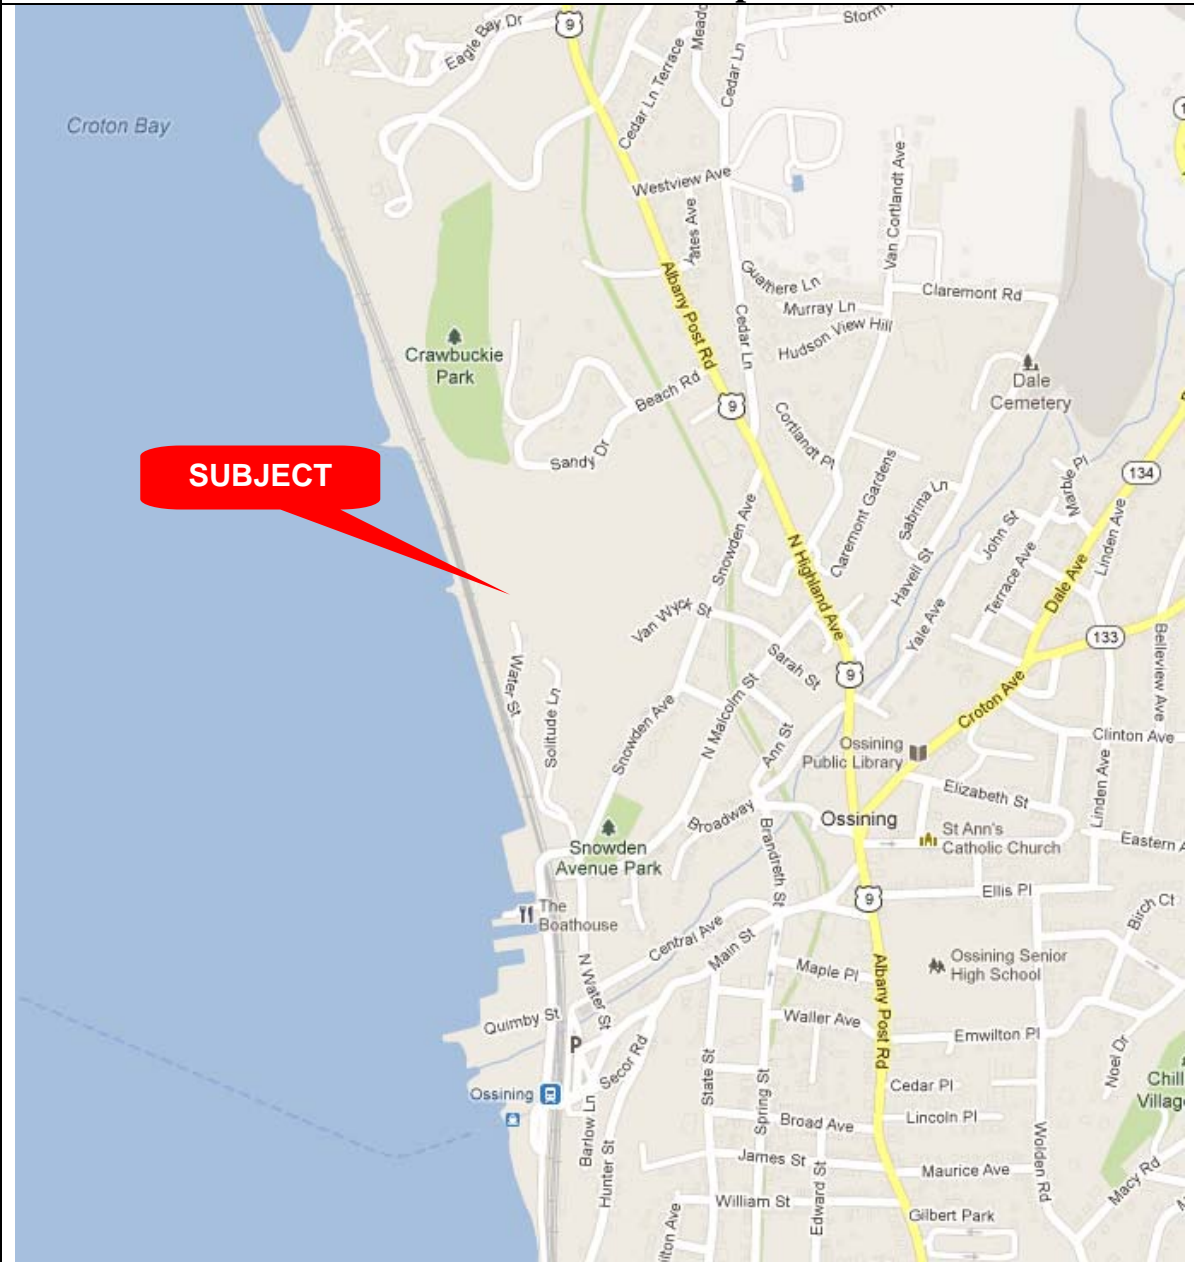 Eagle Bay Dr
9
Cedar Ln
Storm
Croton Bay
Cedar Ln Terrace
Westview Ave
Van Cortlandt Ave
Albany Post Rd
Gualhere Ln
Claremont Rd
Murray Ln
Hudson View Hill
Cedar Ln
Crawbuckie
Park
Dale
Cemetery
Beach Rd
9
Cortlandt Pl
Sandy Dr
SUBJECT
134
Marble Pl
Claremont Gardens
Sabrina Ln
Snowden Ave
John St
Linden Ave
N Highland Ave
Havell St
Terrace Ave
Dale Ave
Van Wyck St
Yale Ave
133
Belleview Ave
Sarah St
9
Water St
Solitude Ln
Snowden Ave
N Malcolm St
Croton Ave
Ann St
Clinton Ave
Ossining
Public Library
Elizabeth St
Linden Ave
Broadway
Ossining
St Ann's
Catholic Church
Eastern
Snowden
Avenue Park
Brandreth St
Ellis Pl
9
Birch Ct
The
Boathouse
Central Ave
Main St
N Water St
Maple Pl
Ossining Senior
High School
Albany Post Rd
Quimby St
P
Waller Ave
Emwilton Pl
Secor Rd
State St
Noel Dr
Ossining
Cedar Pl
Chill
Village
Barlow Ln
Spring St
Broad Ave
Lincoln Pl
Hunter St
James St
Maurice Ave
Wolden Rd
Macy Rd
Edward St
William St
Gilbert Park